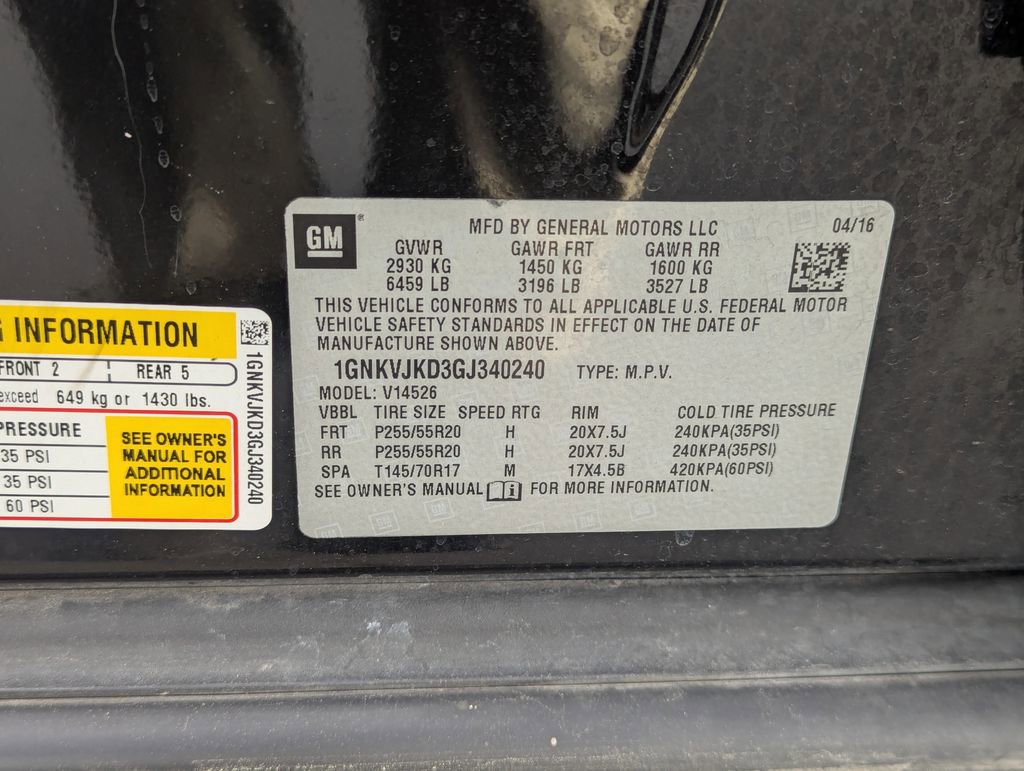 GM
MFD BY GENERAL MOTORS LLC 04/16
GVWR GAWR FRT GAWR RR
2930 KG 1450 KG 1600 KG
6459 LB 3196 LB 3527 LB
THIS VEHICLE CONFORMS TO ALL APPLICABLE U.S. FEDERAL MOTOR
VEHICLE SAFETY STANDARDS IN EFFECT ON THE DATE OF
MANUFACTURE SHOWN ABOVE.
1GNKVJKD3GJ340240 TYPE: M.P.V.
MODEL: V14526
VBBL TIRE SIZE SPEED RTG RIM COLD TIRE PRESSURE
FRT P255/55R20 H 20X7.5J 240KPA(35PSI)
RR P255/55R20 H 20X7.5J 240KPA(35PSI)
SPA T145/70R17 M 17X4.5B 420KPA(60PSI)
SEE OWNER'S MANUAL FOR MORE INFORMATION.
G INFORMATION
FRONT 2 REAR 5
exceed 649 kg or 1430 lbs.
PRESSURE
35 PSI
35 PSI
60 PSI
SEE OWNER'S
MANUAL FOR
ADDITIONAL
INFORMATION
1GNKVJKD3GJ340240